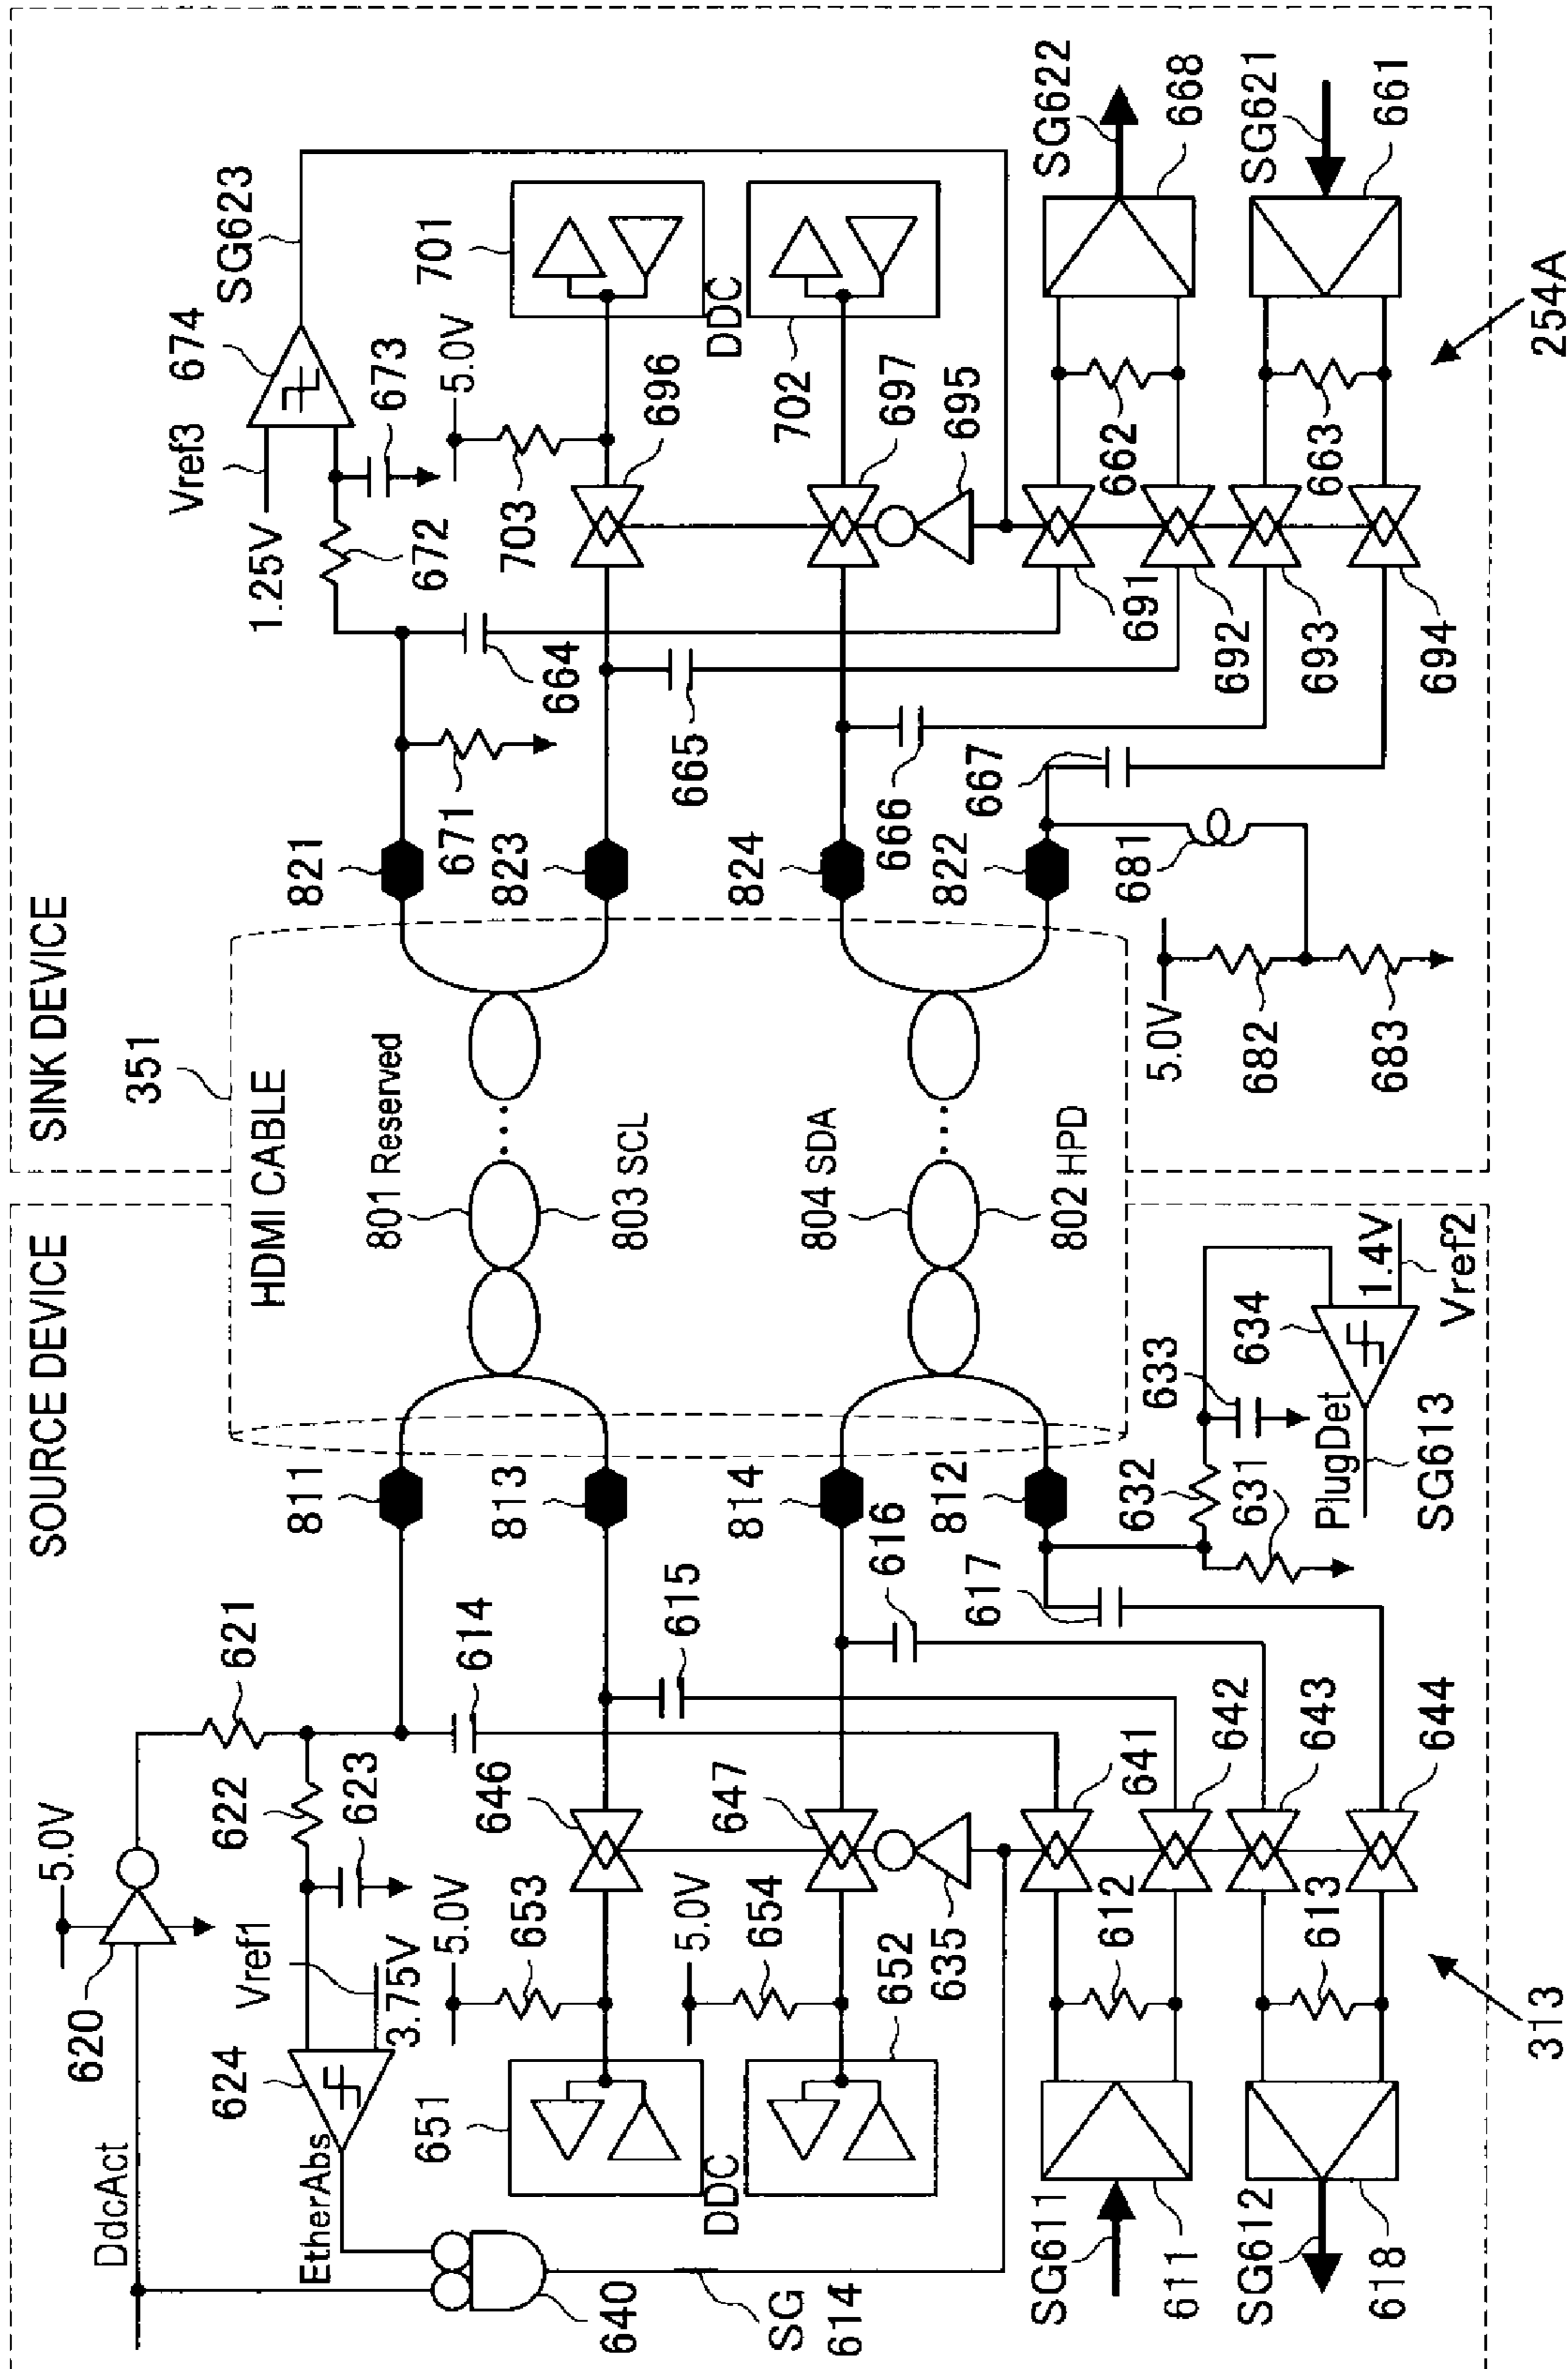 SOURCE DEVICE
SINK DEVICE
HDMI CABLE
351
5.0V
620
DdcAct
621
622
623
Vref1
3.75V
624
EtherAbs
640
SG
614
614
615
616
617
811
813
814
812
646
647
5.0V
653
5.0V
654
651
DDC
652
635
641
642
643
644
612
613
SG611
611
SG612
618
313
632
631
633
634
1.4V
Vref2
PlugDet
SG613
801 Reserved
803 SCL
804 SDA
802 HPD
821
823
824
822
671
664
665
666
667
681
5.0V
682
683
1.25V
Vref3
672
673
674
SG623
5.0V
703
701
DDC
702
696
697
695
691
692
693
694
662
663
SG622
668
SG621
661
254A